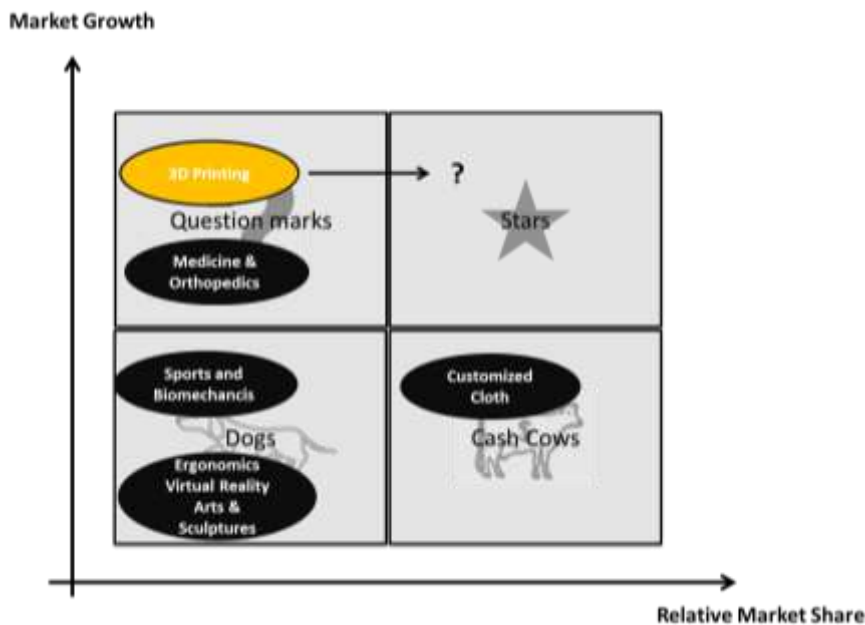 Market Growth
3D Printing
?
Question marks
Stars
Medicine &
Orthopedics
Sports and
Biomechancis
Customized
Cloth
Dogs
Cash Cows
Ergonomics
Virtual Reality
Arts &
Sculptures
Relative Market Share